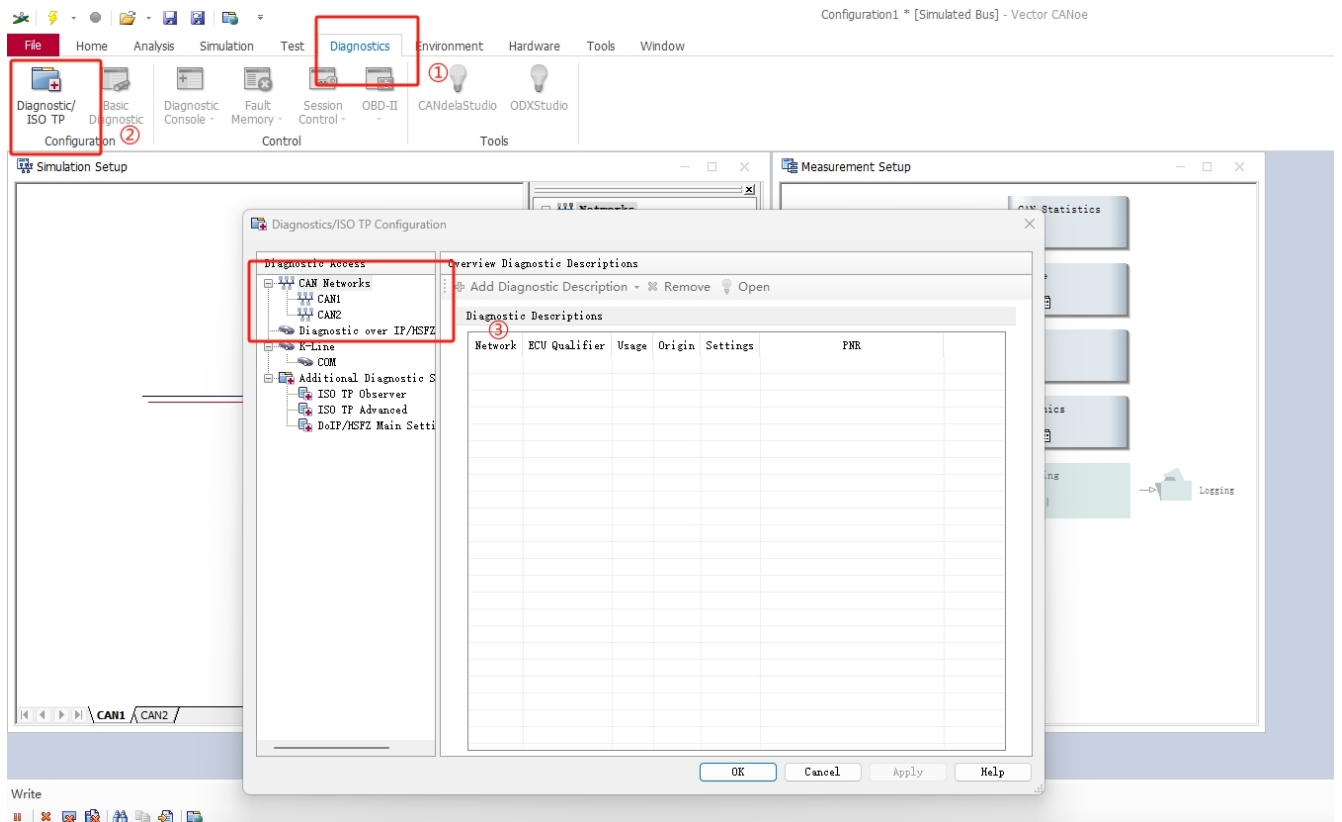 Configuration1 * [Simulated Bus] - Vector CANoe
File Home Analysis Simulation Test Diagnostics Environment Hardware Tools Window
①
Diagnostic/ ISO TP
Basic Diagnostic
Diagnostic Console
Fault Memory
Session Control
OBD-II
CANdelaStudio
ODXStudio
②
Configuration Control Tools
Simulation Setup
Measurement Setup
Networks
CAN Statistics
Diagnostics/ISO TP Configuration
Diagnostic Access
Overview Diagnostic Descriptions
CAN Networks
Add Diagnostic Description Remove Open
CAN1
CAN2
Diagnostic Descriptions
③
Diagnostic over IP/HSFZ
K-Line
Network ECU Qualifier Usage Origin Settings PNR
COM
Additional Diagnostic S
ISO TP Observer
ISO TP Advanced
DoIP/HSFZ Main Setti
Logging
CAN1 CAN2
OK Cancel Apply Help
Write